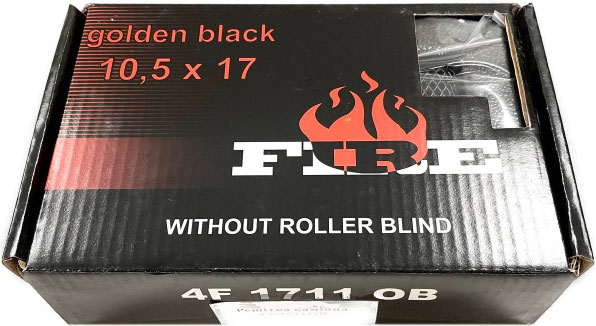 golden black
10,5 x 17
FIRE
WITHOUT ROLLER BLIND
4F 1711 OB